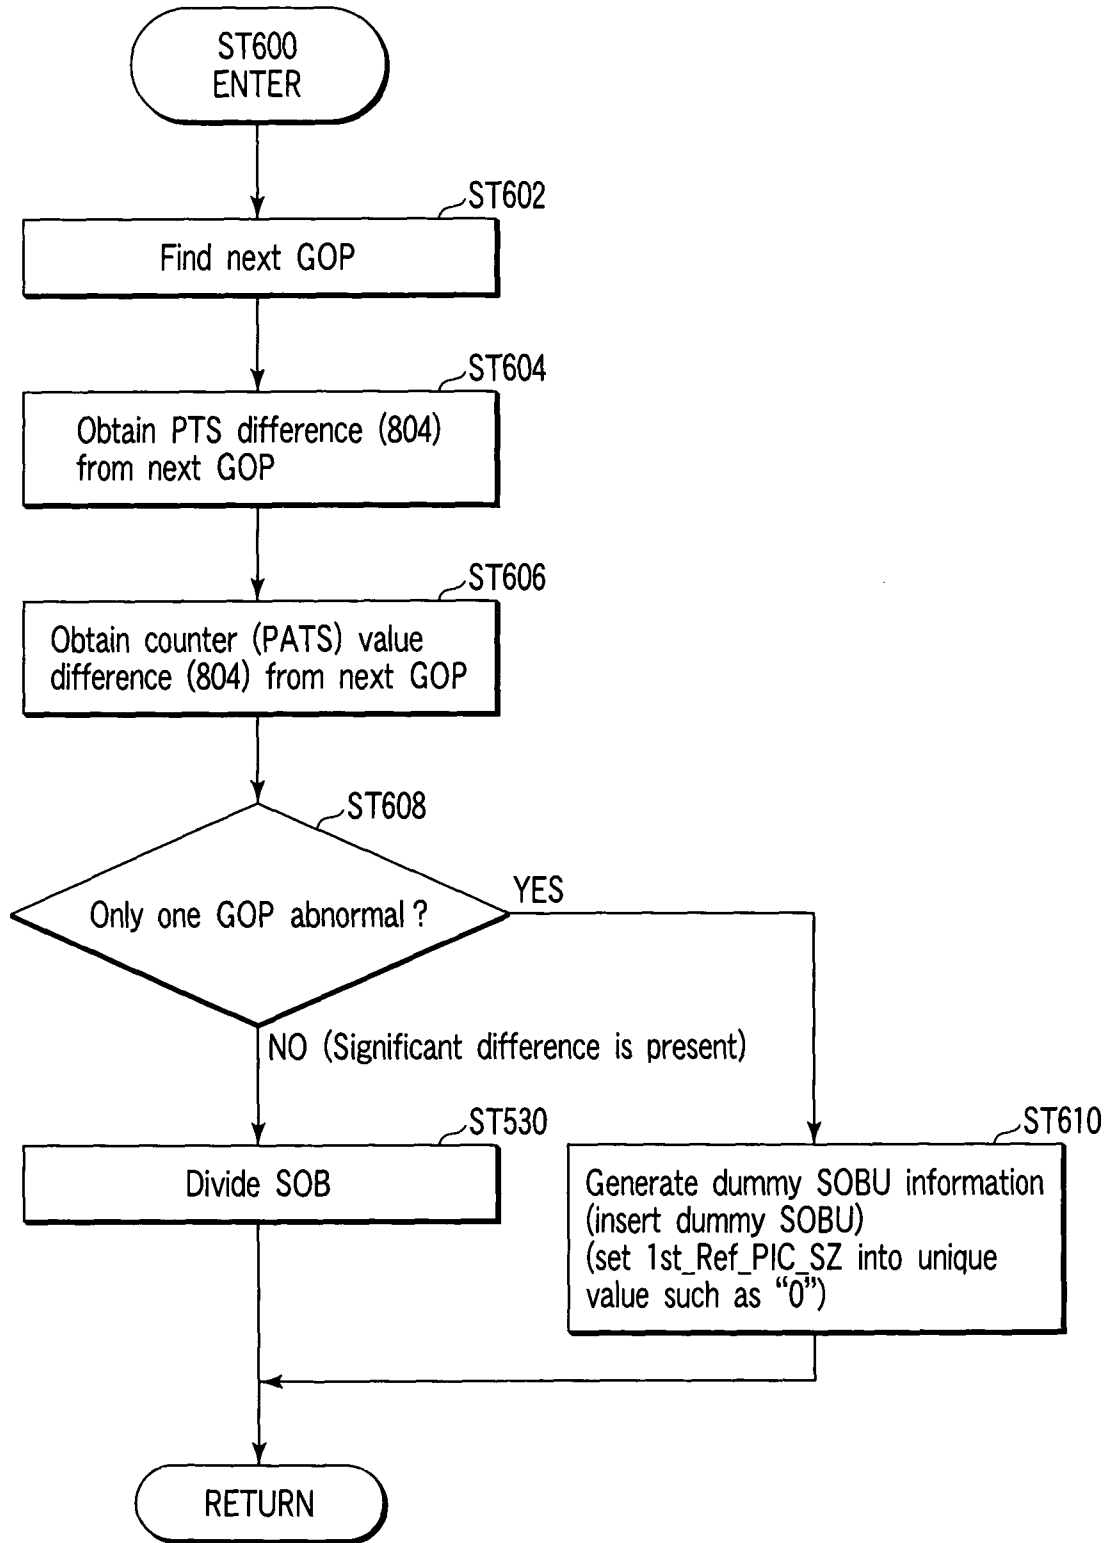 ST600
ENTER
ST602
Find next GOP
ST604
Obtain PTS difference (804)
from next GOP
ST606
Obtain counter (PATS) value
difference (804) from next GOP
ST608
Only one GOP abnormal?
YES
NO (Significant difference is present)
ST530
Divide SOB
ST610
Generate dummy SOBU information
(insert dummy SOBU)
(set 1st_Ref_PIC_SZ into unique
value such as “0”)
RETURN